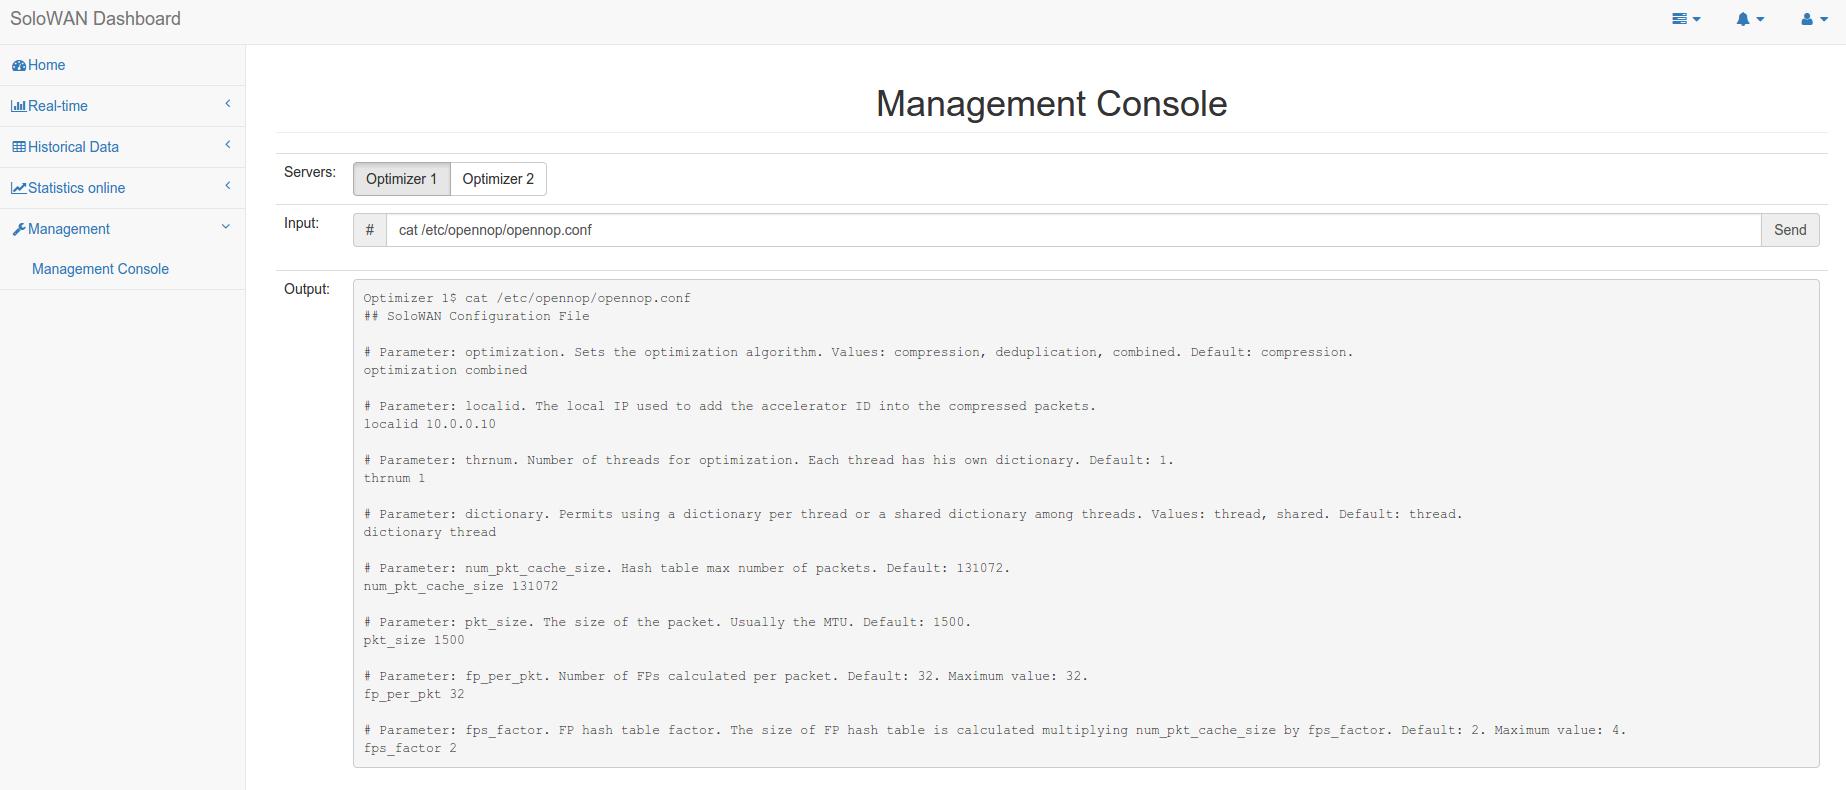 SoloWAN Dashboard
Home
Real-time
Historical Data
Statistics online
Management
Management Console
Management Console
Servers:
Optimizer 1
Optimizer 2
Input:
# cat /etc/opennop/opennop.conf
Send
Output:
Optimizer 1$ cat /etc/opennop/opennop.conf
## SoloWAN Configuration File
# Parameter: optimization. Sets the optimization algorithm. Values: compression, deduplication, combined. Default: compression.
optimization combined
# Parameter: localid. The local IP used to add the accelerator ID into the compressed packets.
localid 10.0.0.10
# Parameter: thrnum. Number of threads for optimization. Each thread has his own dictionary. Default: 1.
thrnum 1
# Parameter: dictionary. Permits using a dictionary per thread or a shared dictionary among threads. Values: thread, shared. Default: thread.
dictionary thread
# Parameter: num_pkt_cache_size. Hash table max number of packets. Default: 131072.
num_pkt_cache_size 131072
# Parameter: pkt_size. The size of the packet. Usually the MTU. Default: 1500.
pkt_size 1500
# Parameter: fp_per_pkt. Number of FPs calculated per packet. Default: 32. Maximum value: 32.
fp_per_pkt 32
# Parameter: fps_factor. FP hash table factor. The size of FP hash table is calculated multiplying num_pkt_cache_size by fps_factor. Default: 2. Maximum value: 4.
fps_factor 2